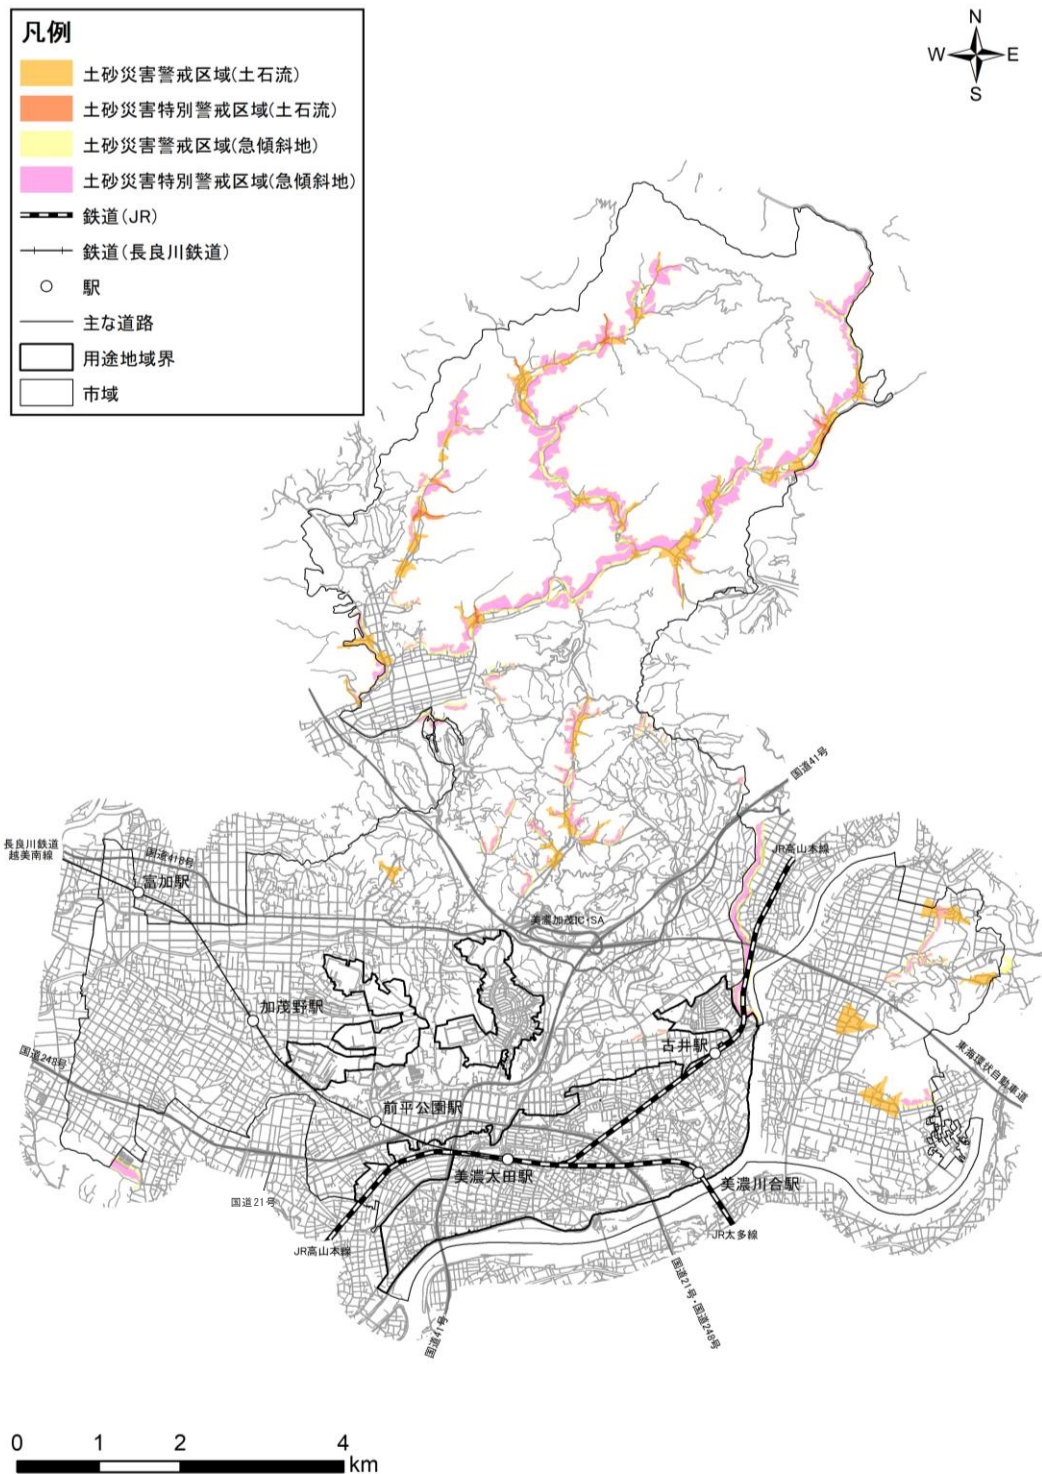 凡例
土砂災害警戒区域(土石流)
土砂災害特別警戒区域(土石流)
土砂災害警戒区域(急傾斜地)
土砂災害特別警戒区域(急傾斜地)
鉄道(JR)
鉄道(長良川鉄道)
駅
主な道路
用途地域界
市域
N
W E
S
国道41号
長良川鉄道
越美南線
国道418号
富加駅
JR高山本線
美濃加茂IC・SA
加茂野駅
古井駅
国道248号
東海環状自動車道
前平公園駅
美濃太田駅
美濃川合駅
国道21号
JR高山本線
JR太多線
国道41号
国道21号・国道248号
0 1 2 4
km